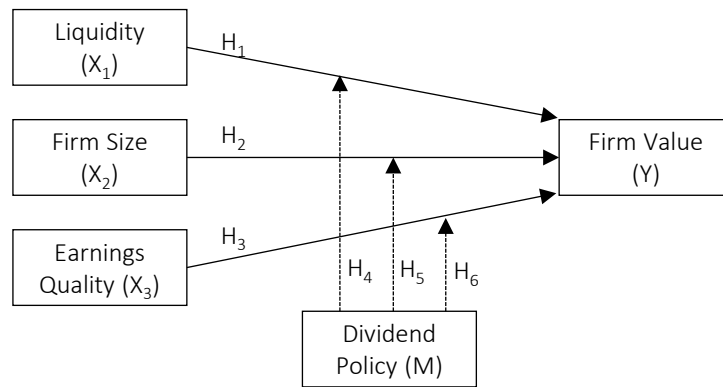 Liquidity
(X₁)
H₁
Firm Size
(X₂)
H₂
Firm Value
(Y)
Earnings
Quality (X₃)
H₃
H₄
H₅
H₆
Dividend
Policy (M)